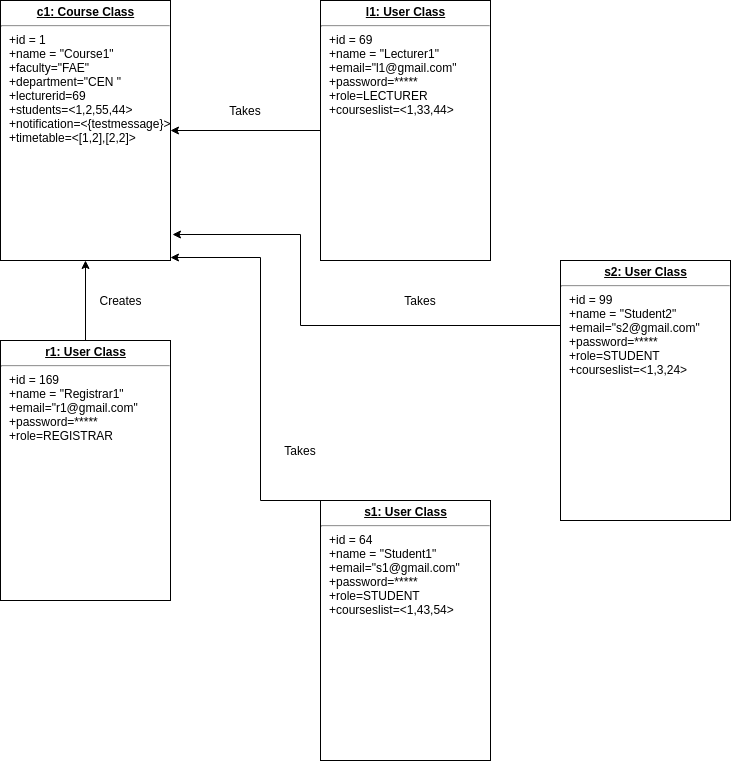 c1: Course Class
+id = 1
+name = "Course1"
+faculty="FAE"
+department="CEN "
+lecturerid=69
+students=<1,2,55,44>
+notification=<{testmessage}>
+timetable=<[1,2],[2,2]>
Takes
l1: User Class
+id = 69
+name = "Lecturer1"
+email="l1@gmail.com"
+password=*****
+role=LECTURER
+courseslist=<1,33,44>
Creates
Takes
s2: User Class
+id = 99
+name = "Student2"
+email="s2@gmail.com"
+password=*****
+role=STUDENT
+courseslist=<1,3,24>
r1: User Class
+id = 169
+name = "Registrar1"
+email="r1@gmail.com"
+password=*****
+role=REGISTRAR
Takes
s1: User Class
+id = 64
+name = "Student1"
+email="s1@gmail.com"
+password=*****
+role=STUDENT
+courseslist=<1,43,54>